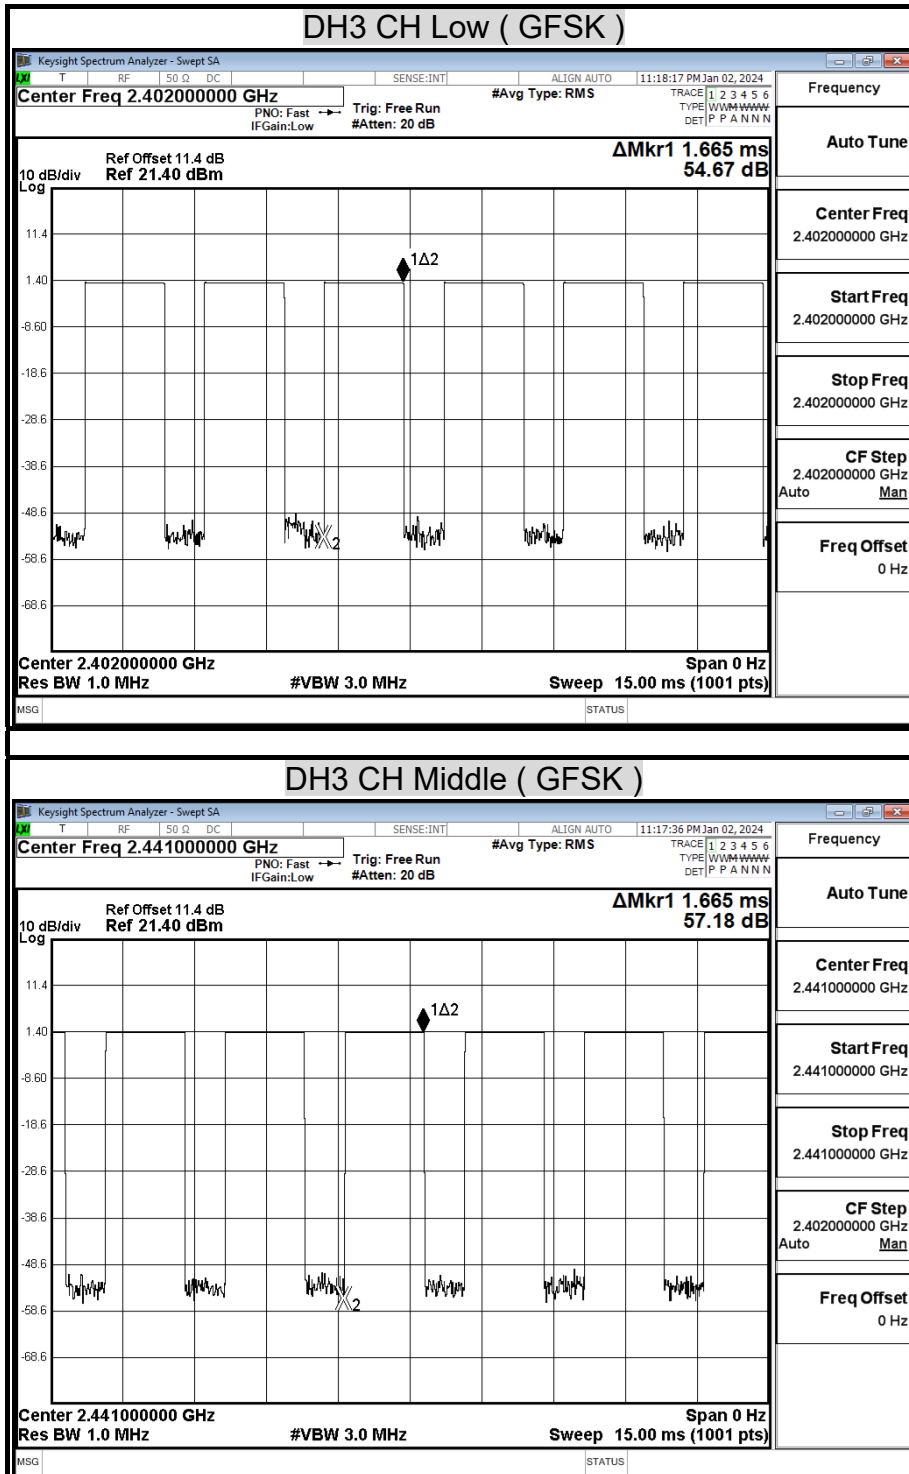 DH3 CH Low ( GFSK )
Keysight Spectrum Analyzer - Swept SA
LXI T RF 50 Ω DC SENSE:INT ALIGN AUTO 11:18:17 PM Jan 02, 2024
Center Freq 2.402000000 GHz
PNO: Fast
IFGain:Low
Trig: Free Run
#Atten: 20 dB
#Avg Type: RMS
TRACE 1 2 3 4 5 6
TYPE WWMWWWW
DET P P A N N N
Frequency
Auto Tune
ΔMkr1 1.665 ms
54.67 dB
Ref Offset 11.4 dB
10 dB/div Ref 21.40 dBm
Log
11.4
1.40
-8.60
-18.6
-28.6
-38.6
-48.6
-58.6
-68.6
1Δ2
2
Center Freq
2.402000000 GHz
Start Freq
2.402000000 GHz
Stop Freq
2.402000000 GHz
CF Step
2.402000000 GHz
Auto Man
Freq Offset
0 Hz
Center 2.402000000 GHz Span 0 Hz
Res BW 1.0 MHz #VBW 3.0 MHz Sweep 15.00 ms (1001 pts)
MSG STATUS
DH3 CH Middle ( GFSK )
Keysight Spectrum Analyzer - Swept SA
LXI T RF 50 Ω DC SENSE:INT ALIGN AUTO 11:17:36 PM Jan 02, 2024
Center Freq 2.441000000 GHz
PNO: Fast
IFGain:Low
Trig: Free Run
#Atten: 20 dB
#Avg Type: RMS
TRACE 1 2 3 4 5 6
TYPE WWMWWWW
DET P P A N N N
Frequency
Auto Tune
ΔMkr1 1.665 ms
57.18 dB
Ref Offset 11.4 dB
10 dB/div Ref 21.40 dBm
Log
11.4
1.40
-8.60
-18.6
-28.6
-38.6
-48.6
-58.6
-68.6
1Δ2
2
Center Freq
2.441000000 GHz
Start Freq
2.441000000 GHz
Stop Freq
2.441000000 GHz
CF Step
2.402000000 GHz
Auto Man
Freq Offset
0 Hz
Center 2.441000000 GHz Span 0 Hz
Res BW 1.0 MHz #VBW 3.0 MHz Sweep 15.00 ms (1001 pts)
MSG STATUS